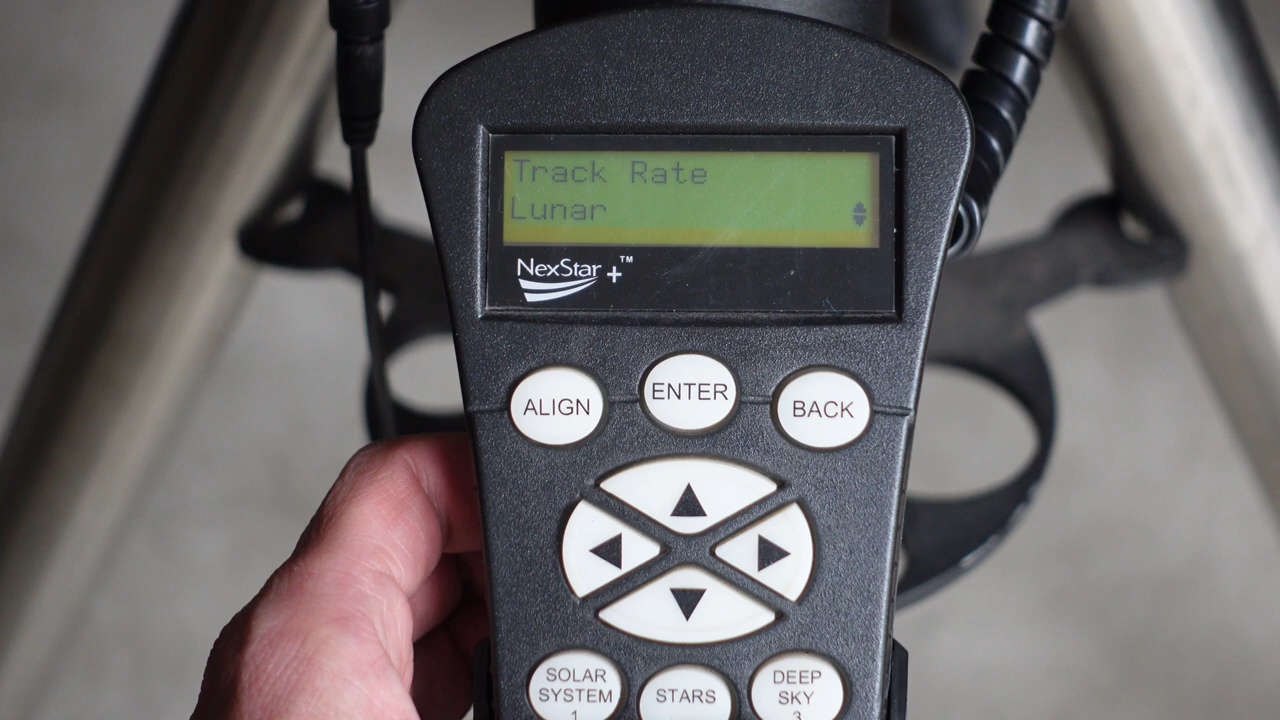 Track Rate
Lunar
NexStar +™
ALIGN
ENTER
BACK
SOLAR
SYSTEM
1
STARS
DEEP
SKY
3